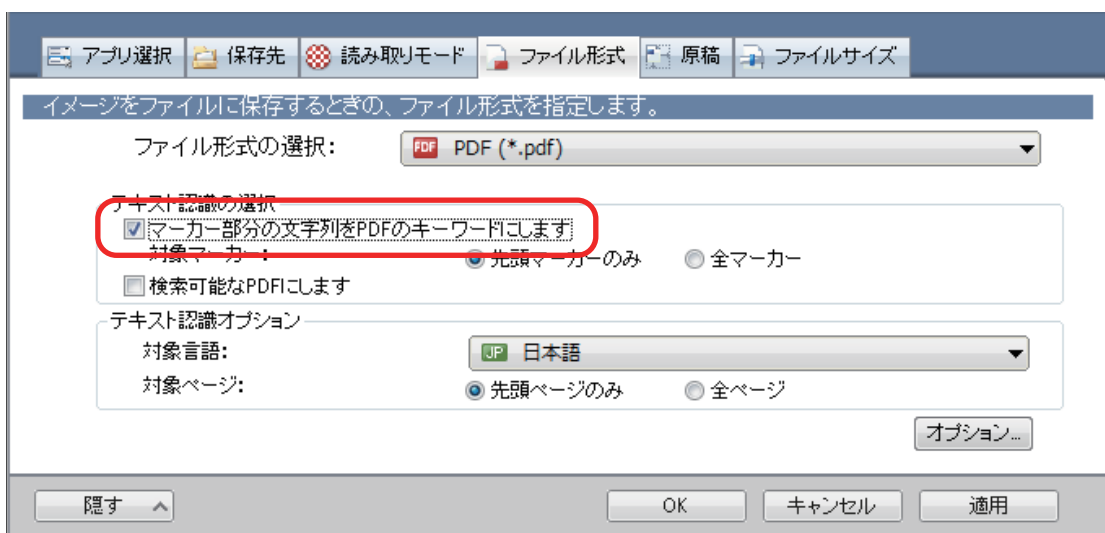 アプリ選択 保存先 読み取りモード ファイル形式 原稿 ファイルサイズ
イメージをファイルに保存するときの、ファイル形式を指定します。
ファイル形式の選択: PDF PDF (*.pdf)
テキスト認識の選択
マーカー部分の文字列をPDFのキーワードにします
対象マーカー: 先頭マーカーのみ 全マーカー
検索可能なPDFにします
テキスト認識オプション
対象言語: JP 日本語
対象ページ: 先頭ページのみ 全ページ
オプション...
隠す OK キャンセル 適用